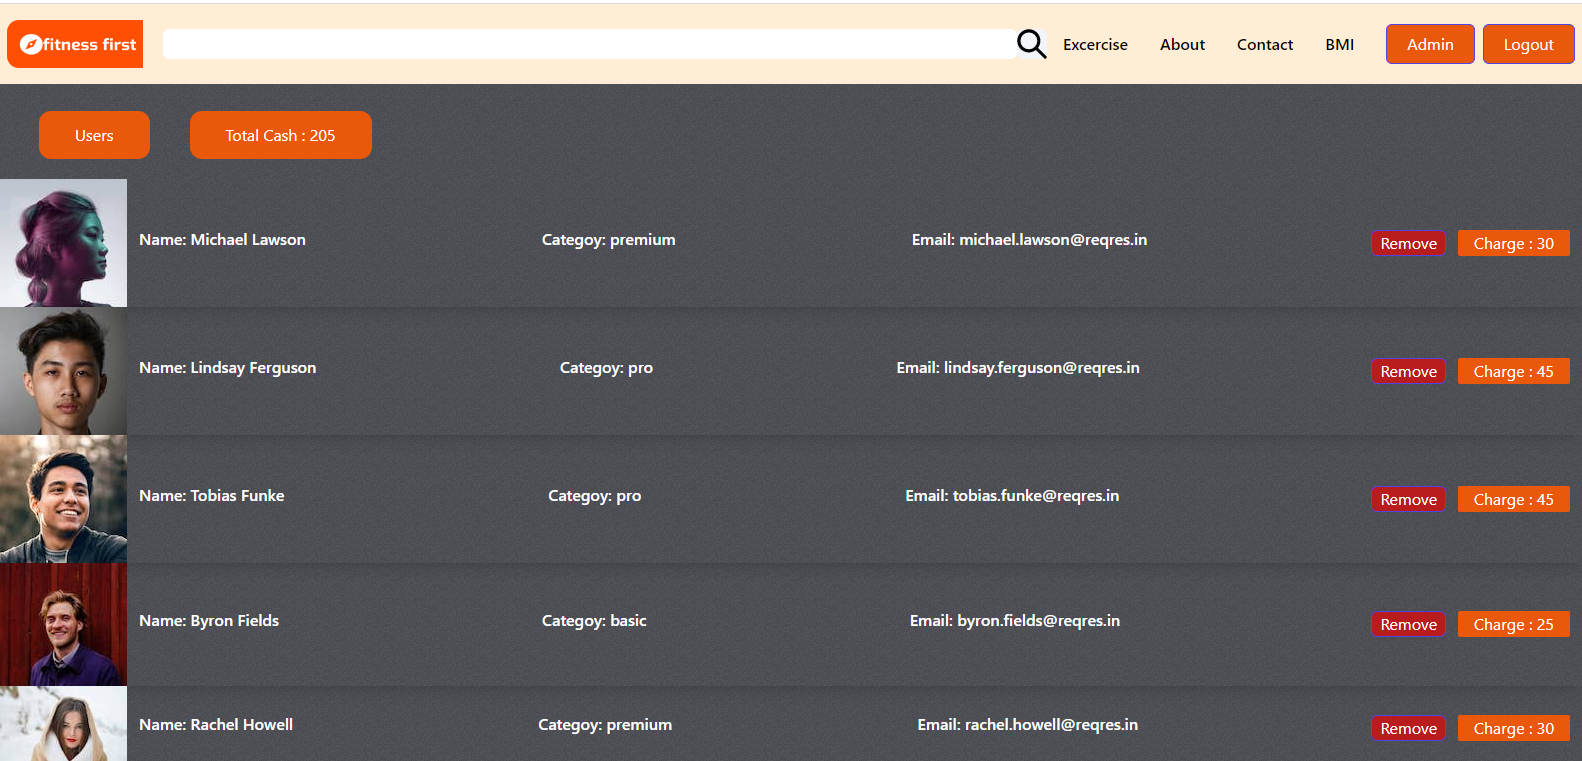 fitness first Excercise About Contact BMI Admin Logout
Users Total Cash : 205
Name: Michael Lawson Categoy: premium Email: michael.lawson@reqres.in Remove Charge : 30
Name: Lindsay Ferguson Categoy: pro Email: lindsay.ferguson@reqres.in Remove Charge : 45
Name: Tobias Funke Categoy: pro Email: tobias.funke@reqres.in Remove Charge : 45
Name: Byron Fields Categoy: basic Email: byron.fields@reqres.in Remove Charge : 25
Name: Rachel Howell Categoy: premium Email: rachel.howell@reqres.in Remove Charge : 30